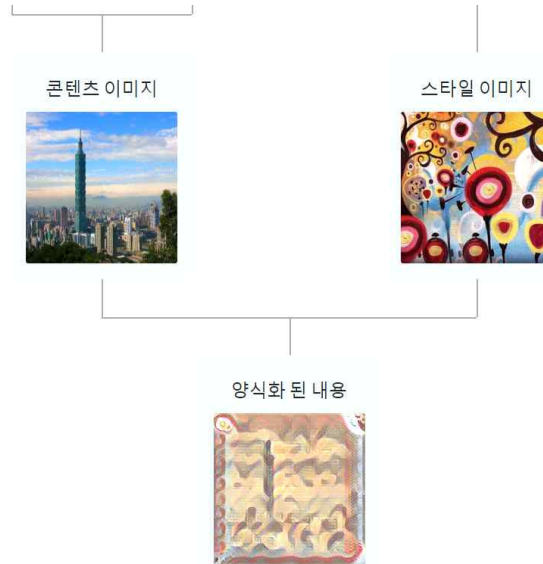 콘텐츠 이미지
스타일 이미지
양식화 된 내용